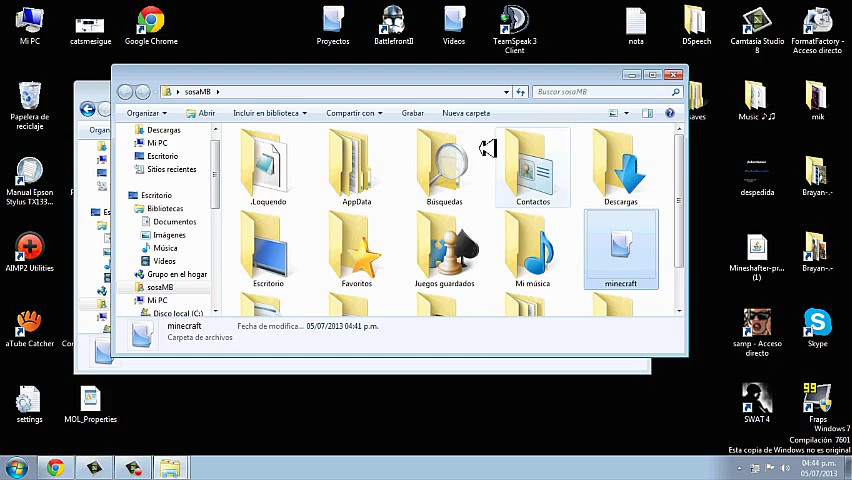 Mi PC
catsmesigue
Google Chrome
Proyectos
BattlefrontII
Videos
TeamSpeak 3
Client
nota
DSpeech
Camtasia Studio
8
FormatFactory -
Acceso direct
sosaMB
Buscar sosaMB
Organizar
Abrir
Incluir en biblioteca
Compartir con
Grabar
Nueva carpeta
Papelera de
reciclaje
Descargas
Mi PC
Escritorio
Sitios recientes
Escritorio
Bibliotecas
Documentos
Imágenes
Música
Vídeos
Grupo en el hogar
sosaMB
Mi PC
Disco local (C:)
.Loquendo
AppData
Búsquedas
Contactos
Descargas
Escritorio
Favoritos
Juegos guardados
Mi música
minecraft
minecraft
Fecha de modifica...
05/07/2013 04:41 p.m.
Carpeta de archivos
saves
Music ♪♪
mik
Manual Epson
Stylus TX133...
despedida
Brayan-..
AIMP2 Utilities
Mineshafter-pr...
(1)
Brayan-..
aTube Catcher
samp - Acceso
directo
Skype
settings
MOL_Properties
SWAT 4
99
Fraps
Windows 7
Compilación 7601
Esta copia de Windows no es original
04:44 p.m.
05/07/2013